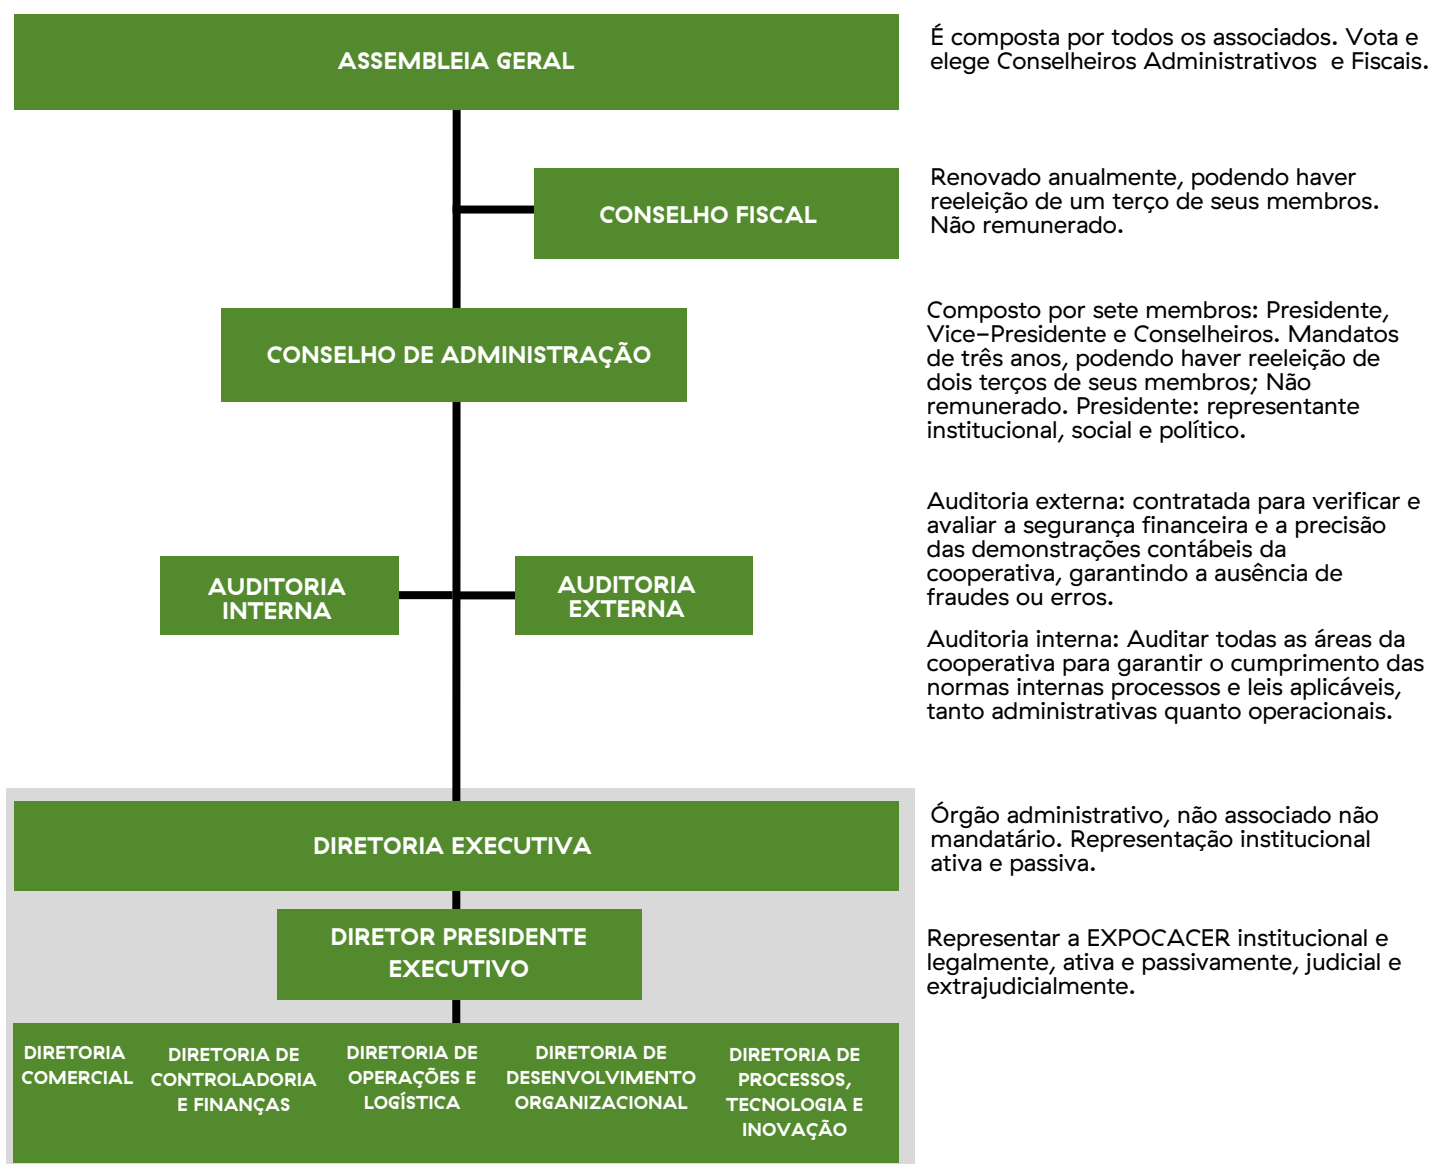 ASSEMBLEIA GERAL
É composta por todos os associados. Vota e
elege Conselheiros Administrativos e Fiscais.
CONSELHO FISCAL
Renovado anualmente, podendo haver
reeleição de um terço de seus membros.
Não remunerado.
CONSELHO DE ADMINISTRAÇÃO
Composto por sete membros: Presidente,
Vice-Presidente e Conselheiros. Mandatos
de três anos, podendo haver reeleição de
dois terços de seus membros; Não
remunerado. Presidente: representante
institucional, social e político.
AUDITORIA
INTERNA
AUDITORIA
EXTERNA
Auditoria externa: contratada para verificar e
avaliar a segurança financeira e a precisão
das demonstrações contábeis da
cooperativa, garantindo a ausência de
fraudes ou erros.
Auditoria interna: Auditar todas as áreas da
cooperativa para garantir o cumprimento das
normas internas processos e leis aplicáveis,
tanto administrativas quanto operacionais.
DIRETORIA EXECUTIVA
Órgão administrativo, não associado não
mandatário. Representação institucional
ativa e passiva.
DIRETOR PRESIDENTE
EXECUTIVO
Representar a EXPOCACER institucional e
legalmente, ativa e passivamente, judicial e
extrajudicialmente.
DIRETORIA
COMERCIAL
DIRETORIA DE
CONTROLADORIA
E FINANÇAS
DIRETORIA DE
OPERAÇÕES E
LOGÍSTICA
DIRETORIA DE
DESENVOLVIMENTO
ORGANIZACIONAL
DIRETORIA DE
PROCESSOS,
TECNOLOGIA E
INOVAÇÃO